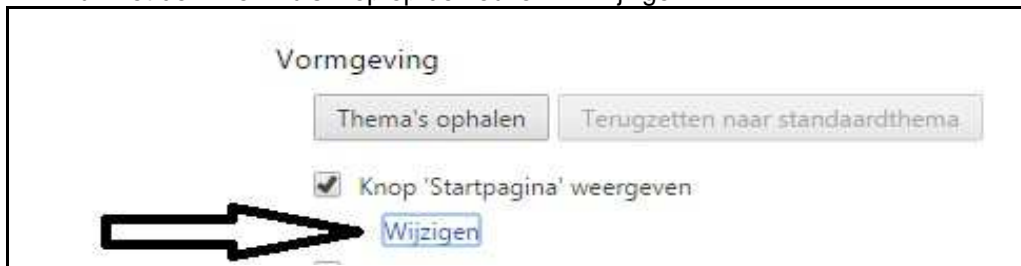 Vormgeving
Thema's ophalen Terugzetten naar standaardthema
Knop 'Startpagina' weergeven
Wijzigen